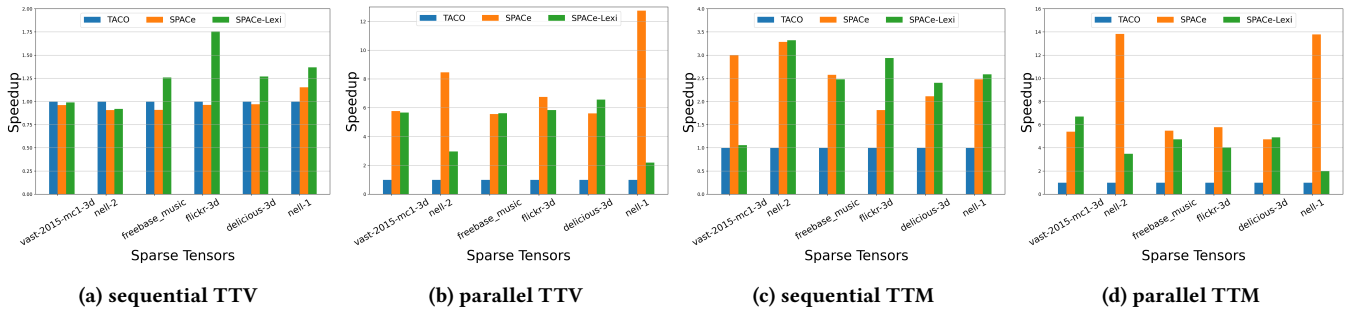 TACO SPACe SPACe-Lexi
2.00
1.75
1.50
1.25
1.00
0.75
0.50
0.25
0.00
Speedup
vast-2015-mc1-3d
nell-2
freebase_music
flickr-3d
delicious-3d
nell-1
Sparse Tensors
(a) sequential TTV
TACO SPACe SPACe-Lexi
12
10
8
6
4
2
0
Speedup
vast-2015-mc1-3d
nell-2
freebase_music
flickr-3d
delicious-3d
nell-1
Sparse Tensors
(b) parallel TTV
TACO SPACe SPACe-Lexi
4.0
3.5
3.0
2.5
2.0
1.5
1.0
0.5
0.0
Speedup
vast-2015-mc1-3d
nell-2
freebase_music
flickr-3d
delicious-3d
nell-1
Sparse Tensors
(c) sequential TTM
TACO SPACe SPACe-Lexi
16
14
12
10
8
6
4
2
0
Speedup
vast-2015-mc1-3d
nell-2
freebase_music
flickr-3d
delicious-3d
nell-1
Sparse Tensors
(d) parallel TTM